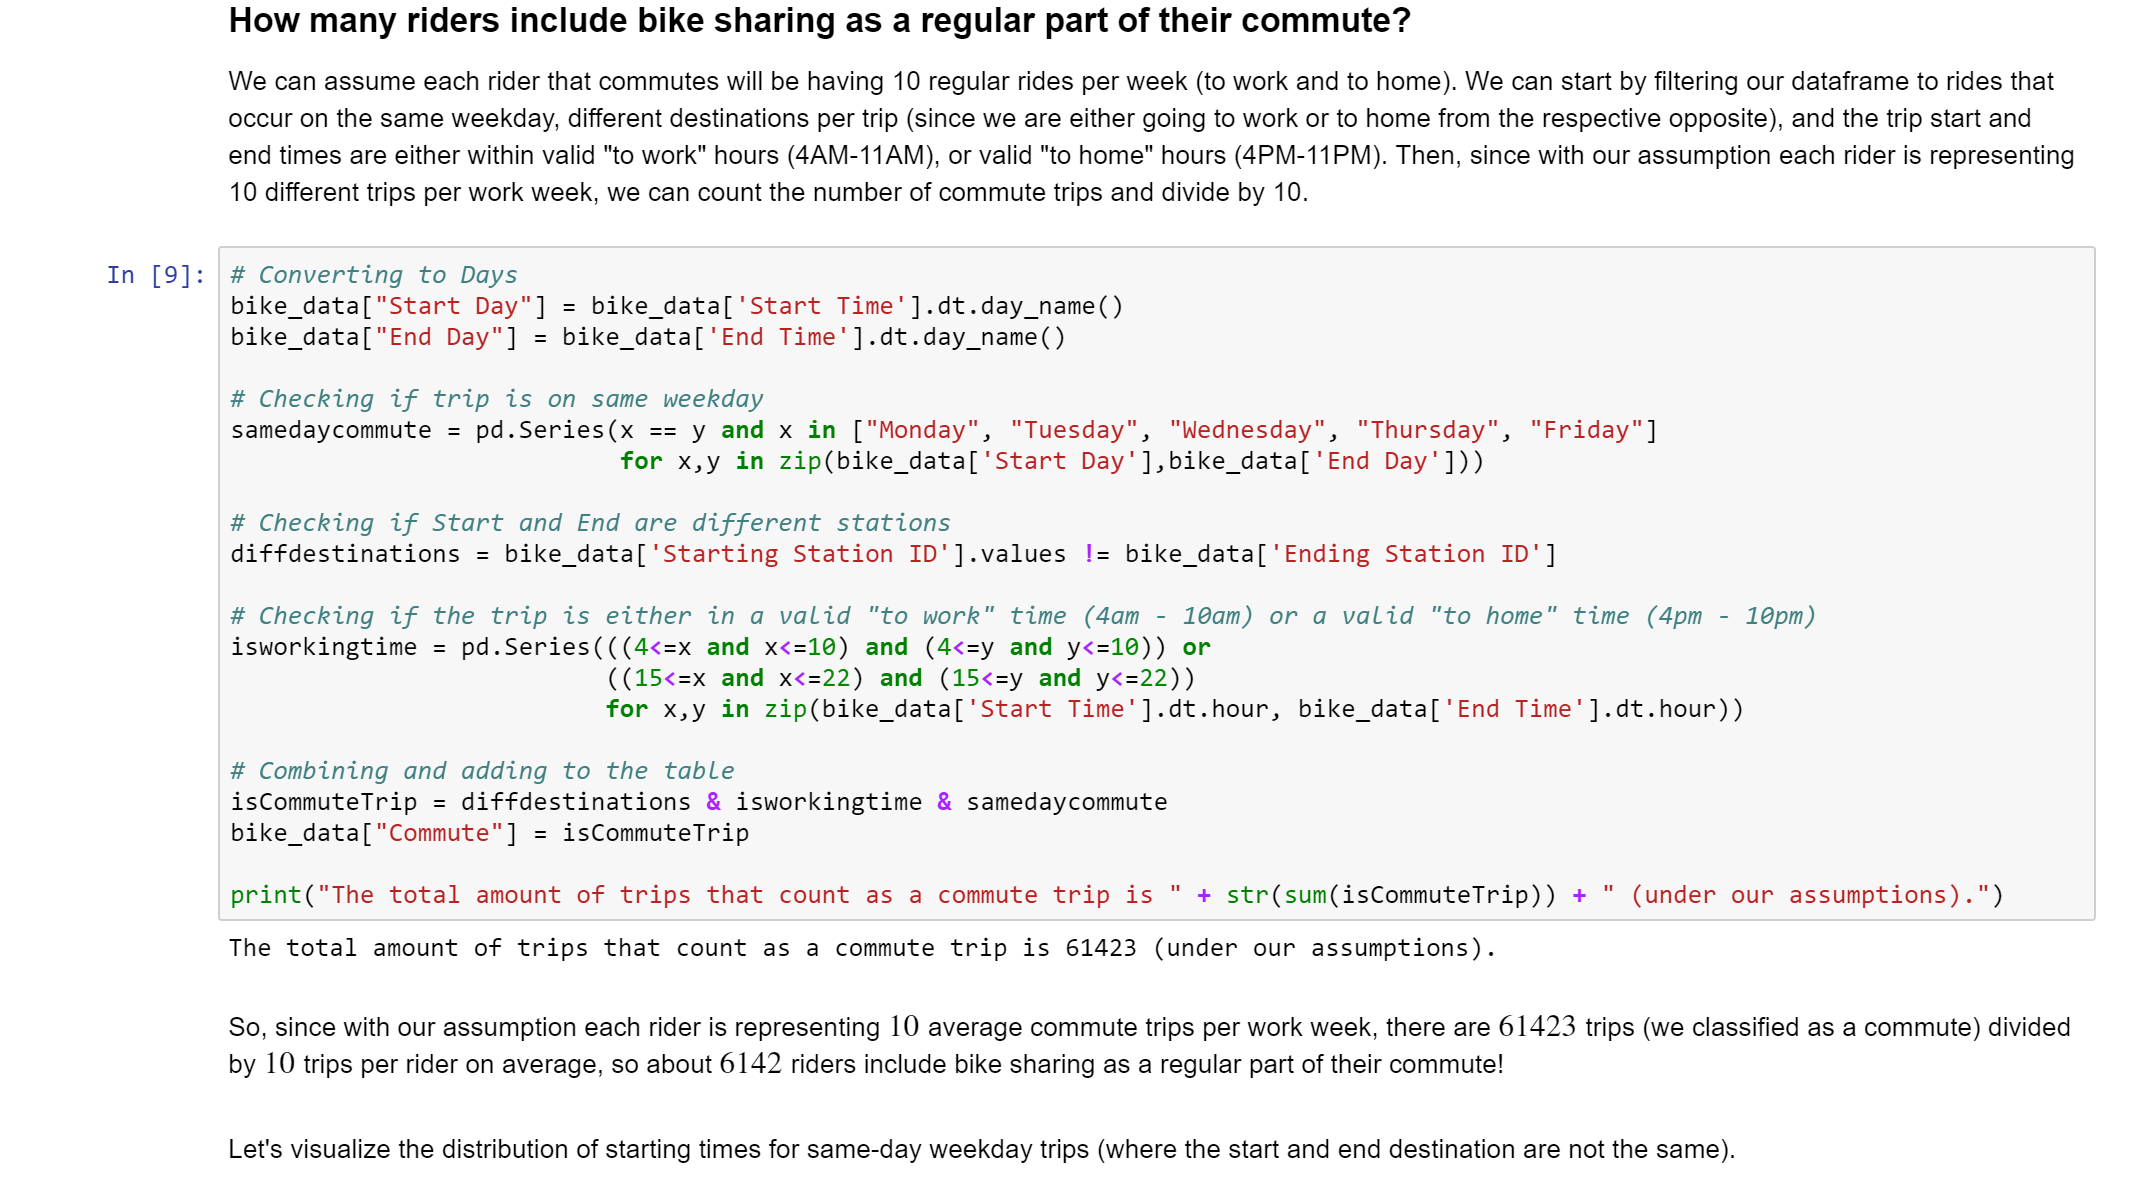 How many riders include bike sharing as a regular part of their commute?
We can assume each rider that commutes will be having 10 regular rides per week (to work and to home). We can start by filtering our dataframe to rides that
occur on the same weekday, different destinations per trip (since we are either going to work or to home from the respective opposite), and the trip start and
end times are either within valid "to work" hours (4AM-11AM), or valid "to home" hours (4PM-11PM). Then, since with our assumption each rider is representing
10 different trips per work week, we can count the number of commute trips and divide by 10.
In [9]:
# Converting to Days
bike_data["Start Day"] = bike_data['Start Time'].dt.day_name()
bike_data["End Day"] = bike_data['End Time'].dt.day_name()
# Checking if trip is on same weekday
samedaycommute = pd.Series(x == y and x in ["Monday", "Tuesday", "Wednesday", "Thursday", "Friday"]
for x,y in zip(bike_data['Start Day'],bike_data['End Day']))
# Checking if Start and End are different stations
diffdestinations = bike_data['Starting Station ID'].values != bike_data['Ending Station ID']
# Checking if the trip is either in a valid "to work" time (4am - 10am) or a valid "to home" time (4pm - 10pm)
isworkingtime = pd.Series(((4<=x and x<=10) and (4<=y and y<=10)) or
((15<=x and x<=22) and (15<=y and y<=22))
for x,y in zip(bike_data['Start Time'].dt.hour, bike_data['End Time'].dt.hour))
# Combining and adding to the table
isCommuteTrip = diffdestinations & isworkingtime & samedaycommute
bike_data["Commute"] = isCommuteTrip
print("The total amount of trips that count as a commute trip is " + str(sum(isCommuteTrip)) + " (under our assumptions).")
The total amount of trips that count as a commute trip is 61423 (under our assumptions).
So, since with our assumption each rider is representing 10 average commute trips per work week, there are 61423 trips (we classified as a commute) divided
by 10 trips per rider on average, so about 6142 riders include bike sharing as a regular part of their commute!
Let's visualize the distribution of starting times for same-day weekday trips (where the start and end destination are not the same).